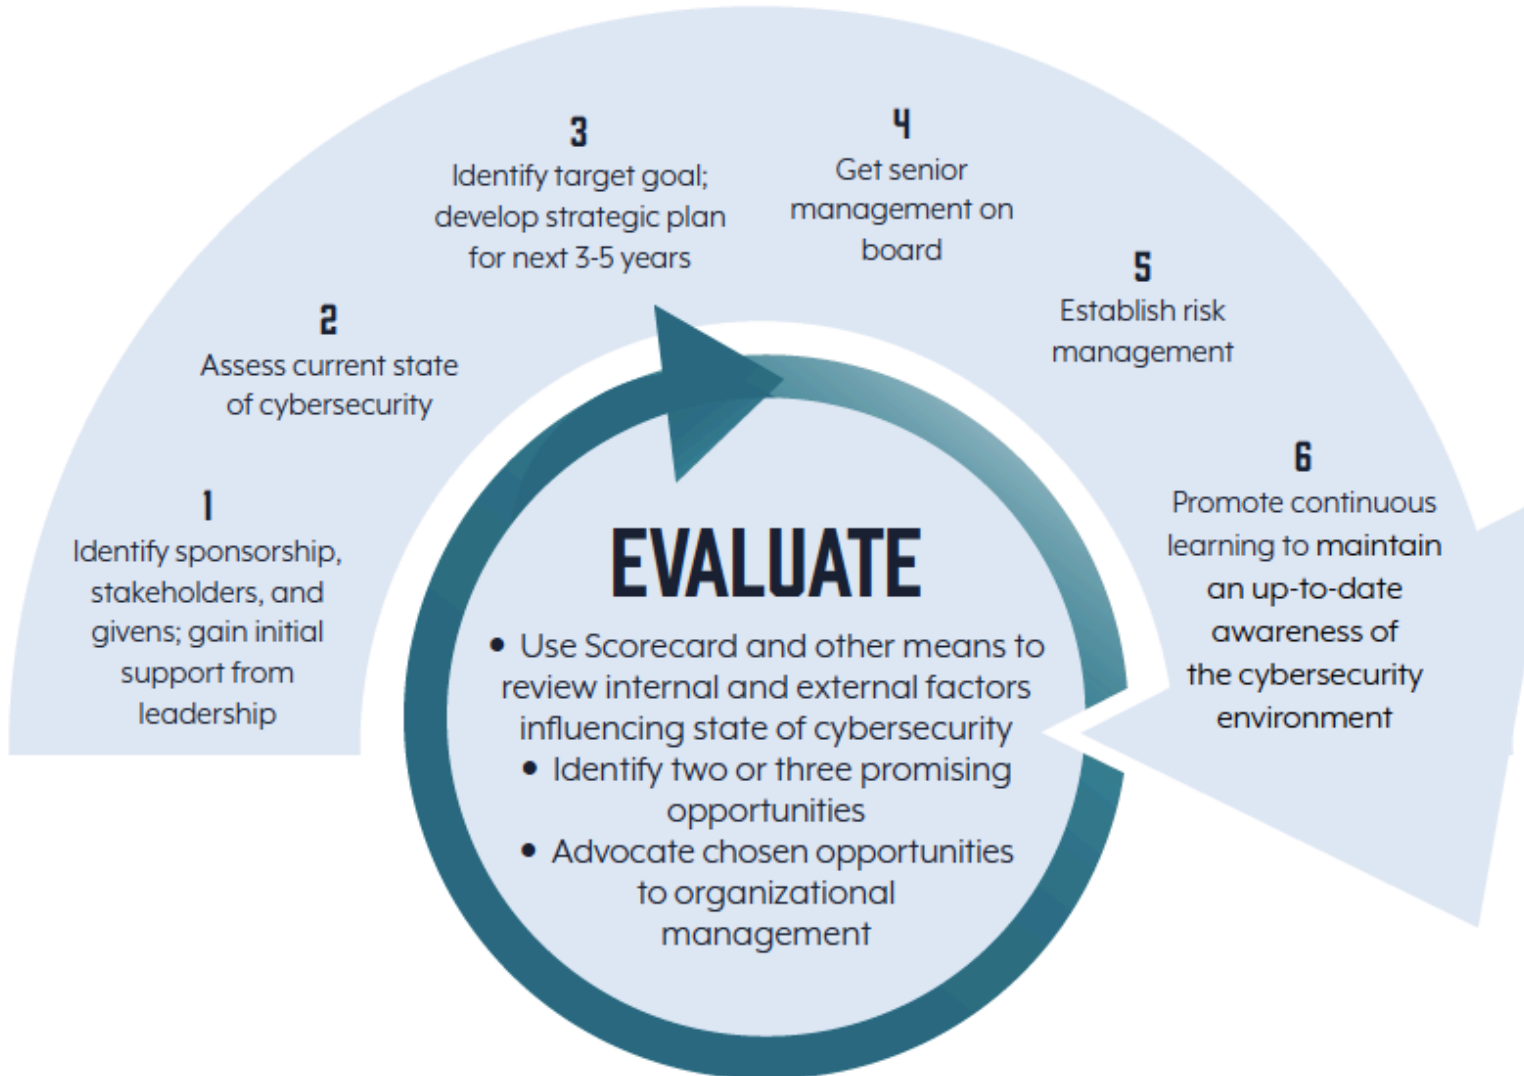 1
Identify sponsorship,
stakeholders, and
givens; gain initial
support from
leadership
2
Assess current state
of cybersecurity
3
Identify target goal;
develop strategic plan
for next 3-5 years
4
Get senior
management on
board
5
Establish risk
management
6
Promote continuous
learning to maintain
an up-to-date
awareness of
the cybersecurity
environment
EVALUATE
• Use Scorecard and other means to
review internal and external factors
influencing state of cybersecurity
• Identify two or three promising
opportunities
• Advocate chosen opportunities
to organizational
management